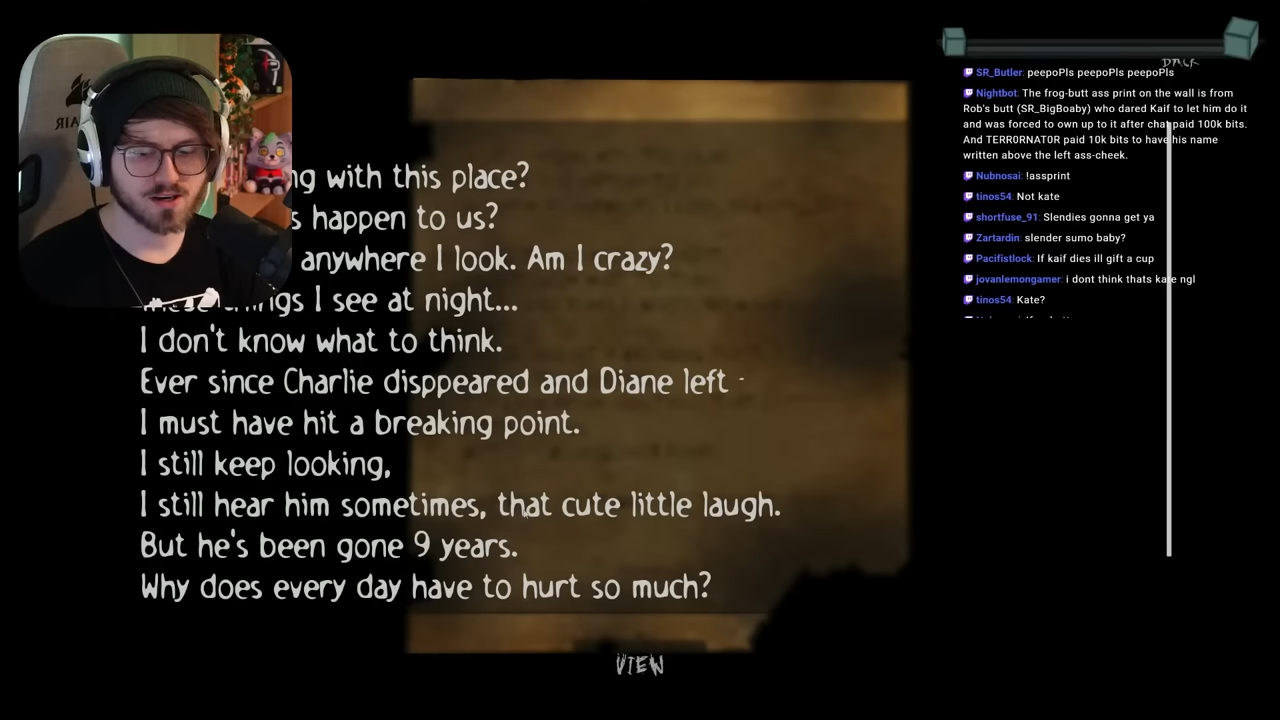 with this place?
happen to us?
anywhere I look. Am I crazy?
I see at night...
I don't know what to think.
Ever since Charlie disppeared and Diane left -
I must have hit a breaking point.
I still keep looking,
I still hear him sometimes, that cute little laugh.
But he's been gone 9 years.
Why does every day have to hurt so much?
VIEW
BACK
SR_Butler: peepoPls peepoPls peepoPls
Nightbot: The frog-butt ass print on the wall is from
Rob's butt (SR_BigBoaby) who dared Kaif to let him do it
and was forced to own up to it after chat paid 100k bits.
And TERR0RNAT0R paid 10k bits to have his name
written above the left ass-cheek.
Nubnosai: !assprint
tinos54: Not kate
shortfuse_91: Slendies gonna get ya
Zartardin: slender sumo baby?
Pacifistlock: If kaif dies ill gift a cup
jovanlemongamer: i dont think thats kate ngl
tinos54: Kate?